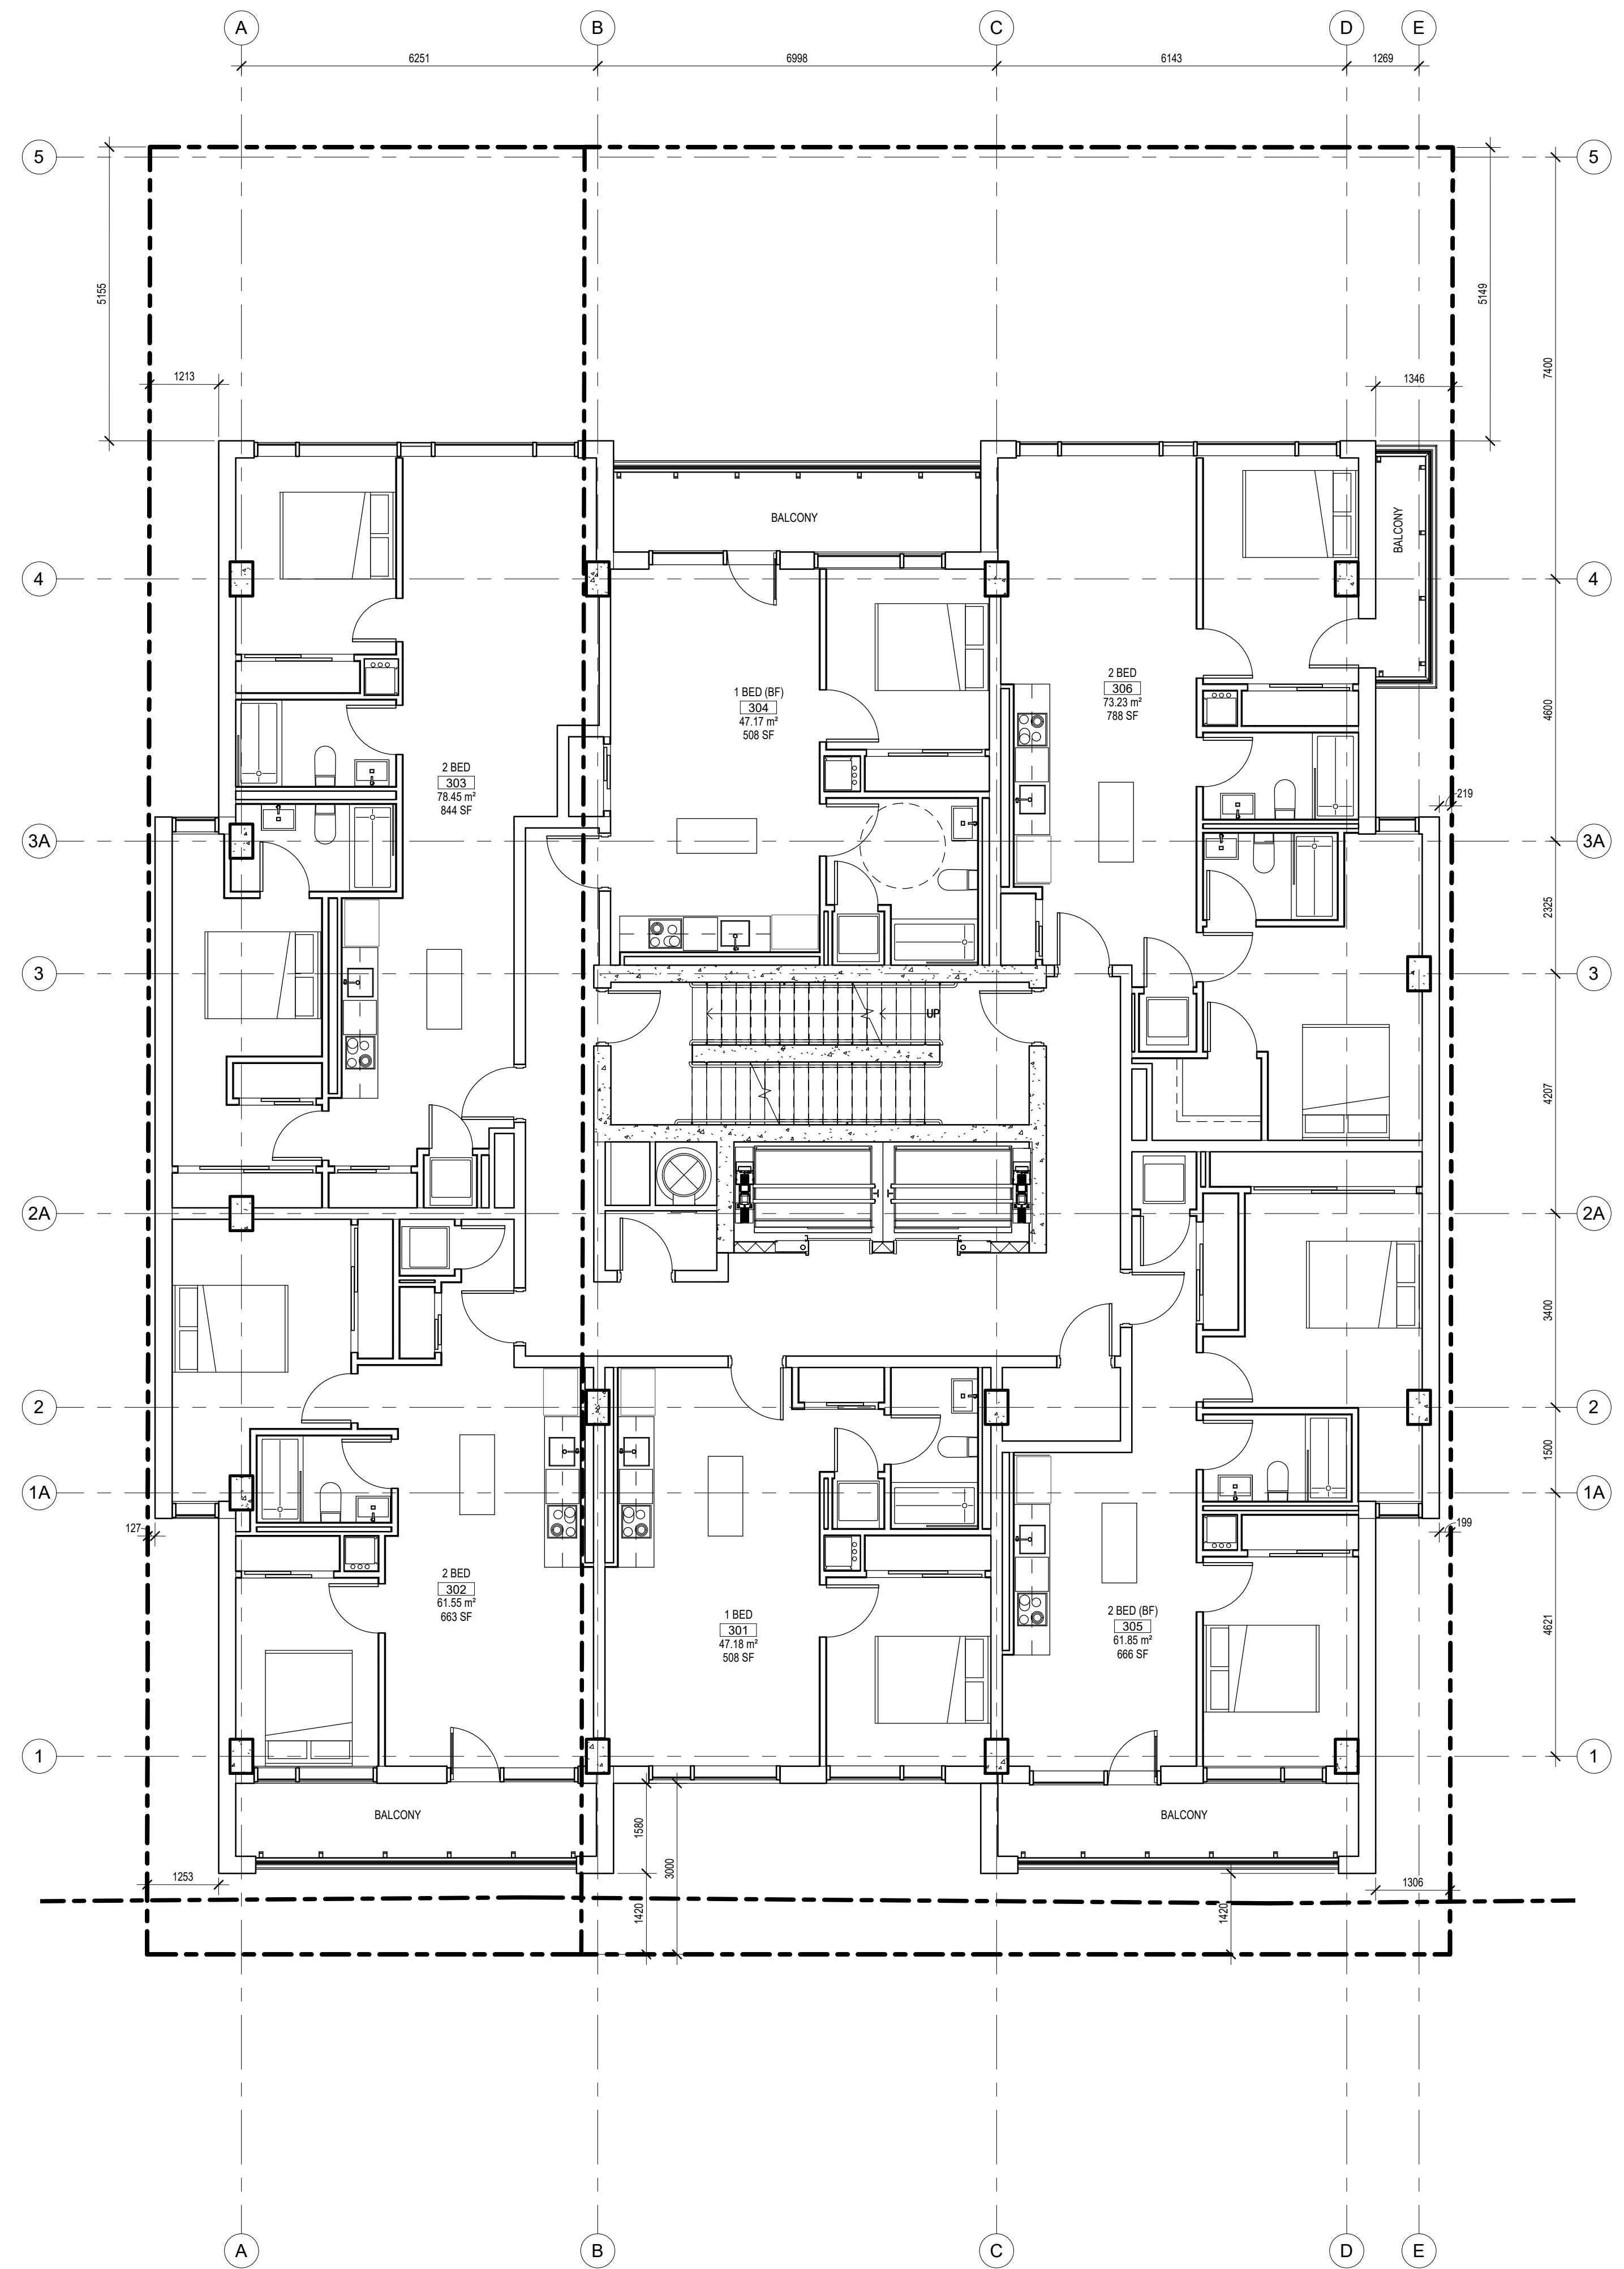 A B C D E
6251 6998 6143 1269
5 5
5155 5149
7400
1213 1346
BALCONY
BALCONY
4 4
2 BED
306
73.23 m²
788 SF
1 BED (BF)
304
47.17 m²
508 SF
4600
2 BED
303
78.45 m²
844 SF
219
3A 3A
2325
3 3
UP
4207
2A 2A
3400
2 2
1500
1A 1A
127 199
2 BED
302
61.55 m²
663 SF
1 BED
301
47.18 m²
508 SF
2 BED (BF)
305
61.85 m²
666 SF
4621
1 1
BALCONY
BALCONY
1580
3000
1253 1306
1420
1420
A B C D E